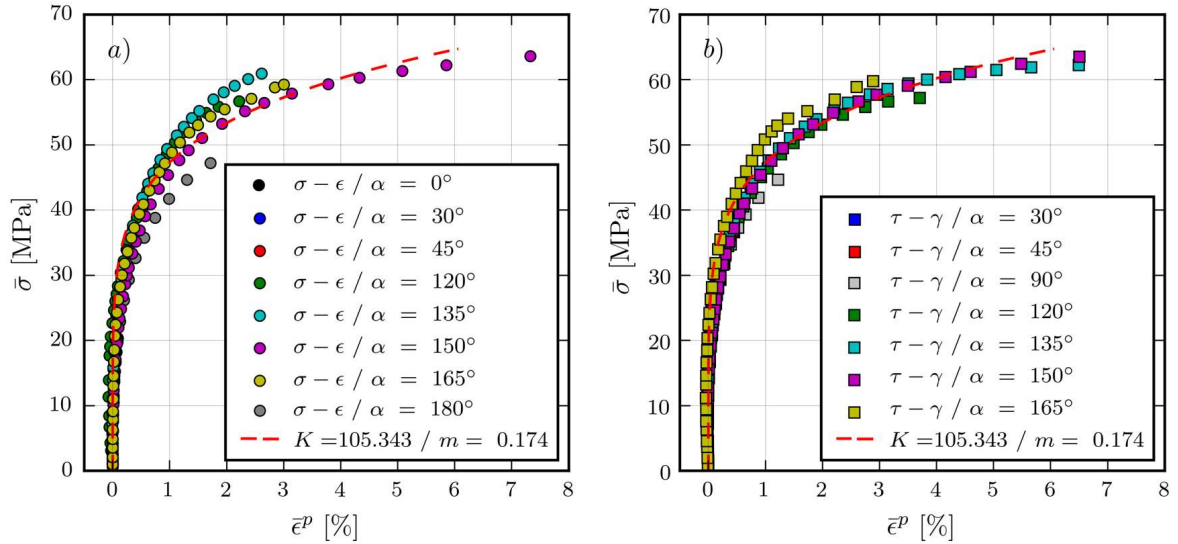 a)
σ̄ [MPa]
70
60
50
40
30
20
10
0
σ − ϵ / α = 0°
σ − ϵ / α = 30°
σ − ϵ / α = 45°
σ − ϵ / α = 120°
σ − ϵ / α = 135°
σ − ϵ / α = 150°
σ − ϵ / α = 165°
σ − ϵ / α = 180°
K =105.343 / m = 0.174
0 1 2 3 4 5 6 7 8
ϵ̄ᵖ [%]
b)
σ̄ [MPa]
70
60
50
40
30
20
10
0
τ − γ / α = 30°
τ − γ / α = 45°
τ − γ / α = 90°
τ − γ / α = 120°
τ − γ / α = 135°
τ − γ / α = 150°
τ − γ / α = 165°
K =105.343 / m = 0.174
0 1 2 3 4 5 6 7 8
ϵ̄ᵖ [%]